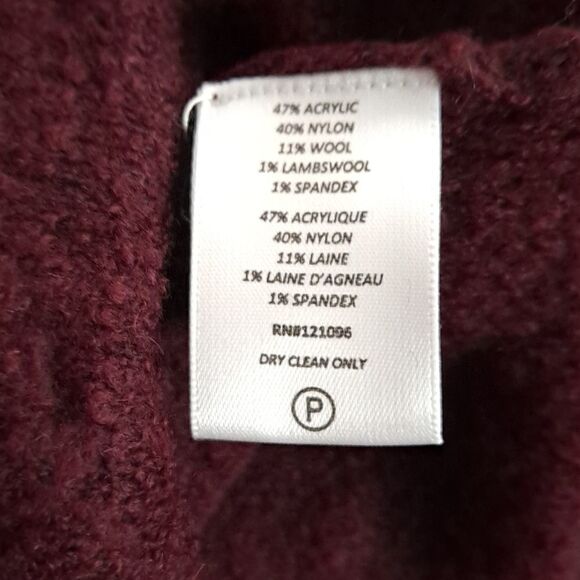 47% ACRYLIC
40% NYLON
11% WOOL
1% LAMBSWOOL
1% SPANDEX
47% ACRYLIQUE
40% NYLON
11% LAINE
1% LAINE D'AGNEAU
1% SPANDEX
RN#121096
DRY CLEAN ONLY
P